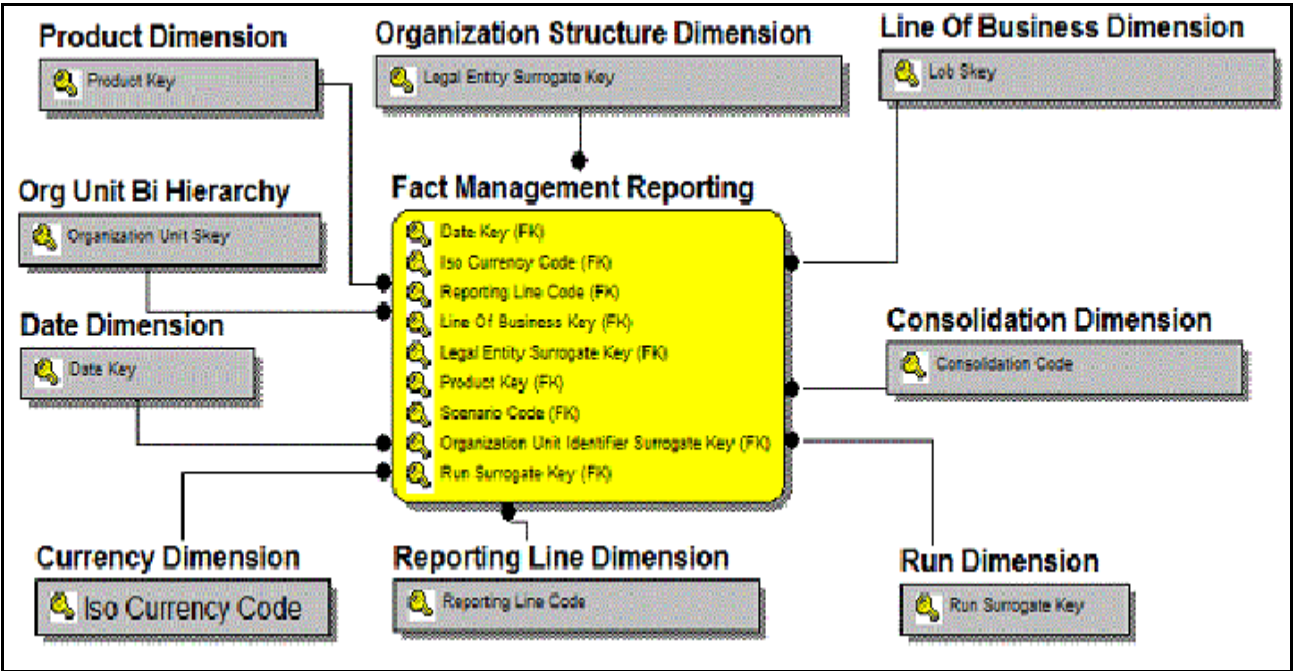 Product Dimension
Product Key
Organization Structure Dimension
Legal Entity Surrogate Key
Line Of Business Dimension
Lob Skey
Org Unit Bi Hierarchy
Organization Unit Skey
Fact Management Reporting
Date Key (FK)
Iso Currency Code (FK)
Reporting Line Code (FK)
Line Of Business Key (FK)
Legal Entity Surrogate Key (FK)
Product Key (FK)
Scenario Code (FK)
Organization Unit Identifier Surrogate Key (FK)
Run Surrogate Key (FK)
Date Dimension
Date Key
Consolidation Dimension
Consolidation Code
Currency Dimension
Iso Currency Code
Reporting Line Dimension
Reporting Line Code
Run Dimension
Run Surrogate Key